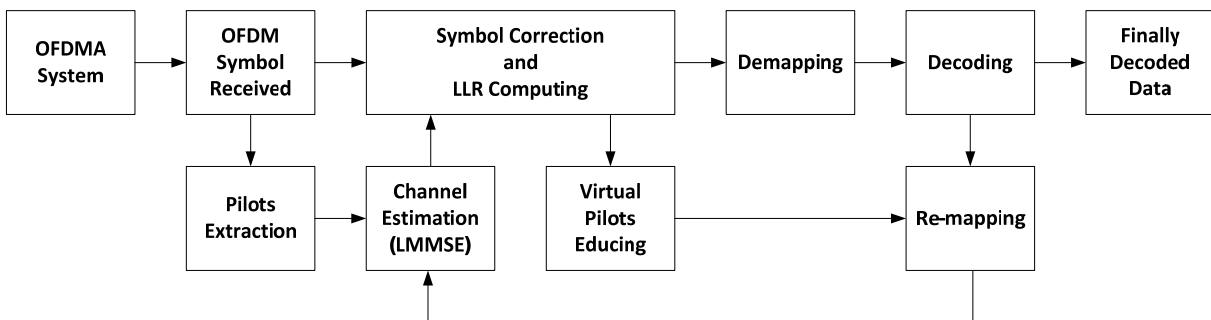 OFDMA
System
OFDM
Symbol
Received
Symbol Correction
and
LLR Computing
Demapping
Decoding
Finally
Decoded
Data
Pilots
Extraction
Channel
Estimation
(LMMSE)
Virtual
Pilots
Educing
Re-mapping